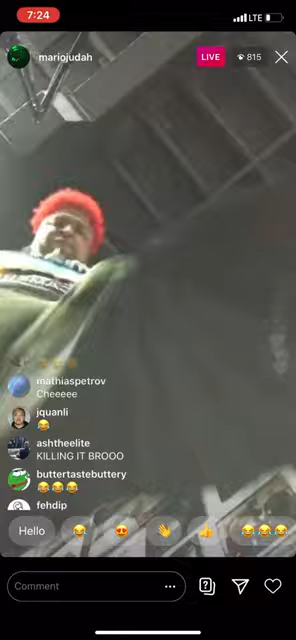 7:24
LTE
mariojudah
LIVE
815
mathiaspetrov
Cheeeee
jquanli
😂
ashtheelite
KILLING IT BROOO
buttertastebuttery
😂😂😂
fehdip
Hello 😂 😍 👋 👍 😂😂😂
Comment